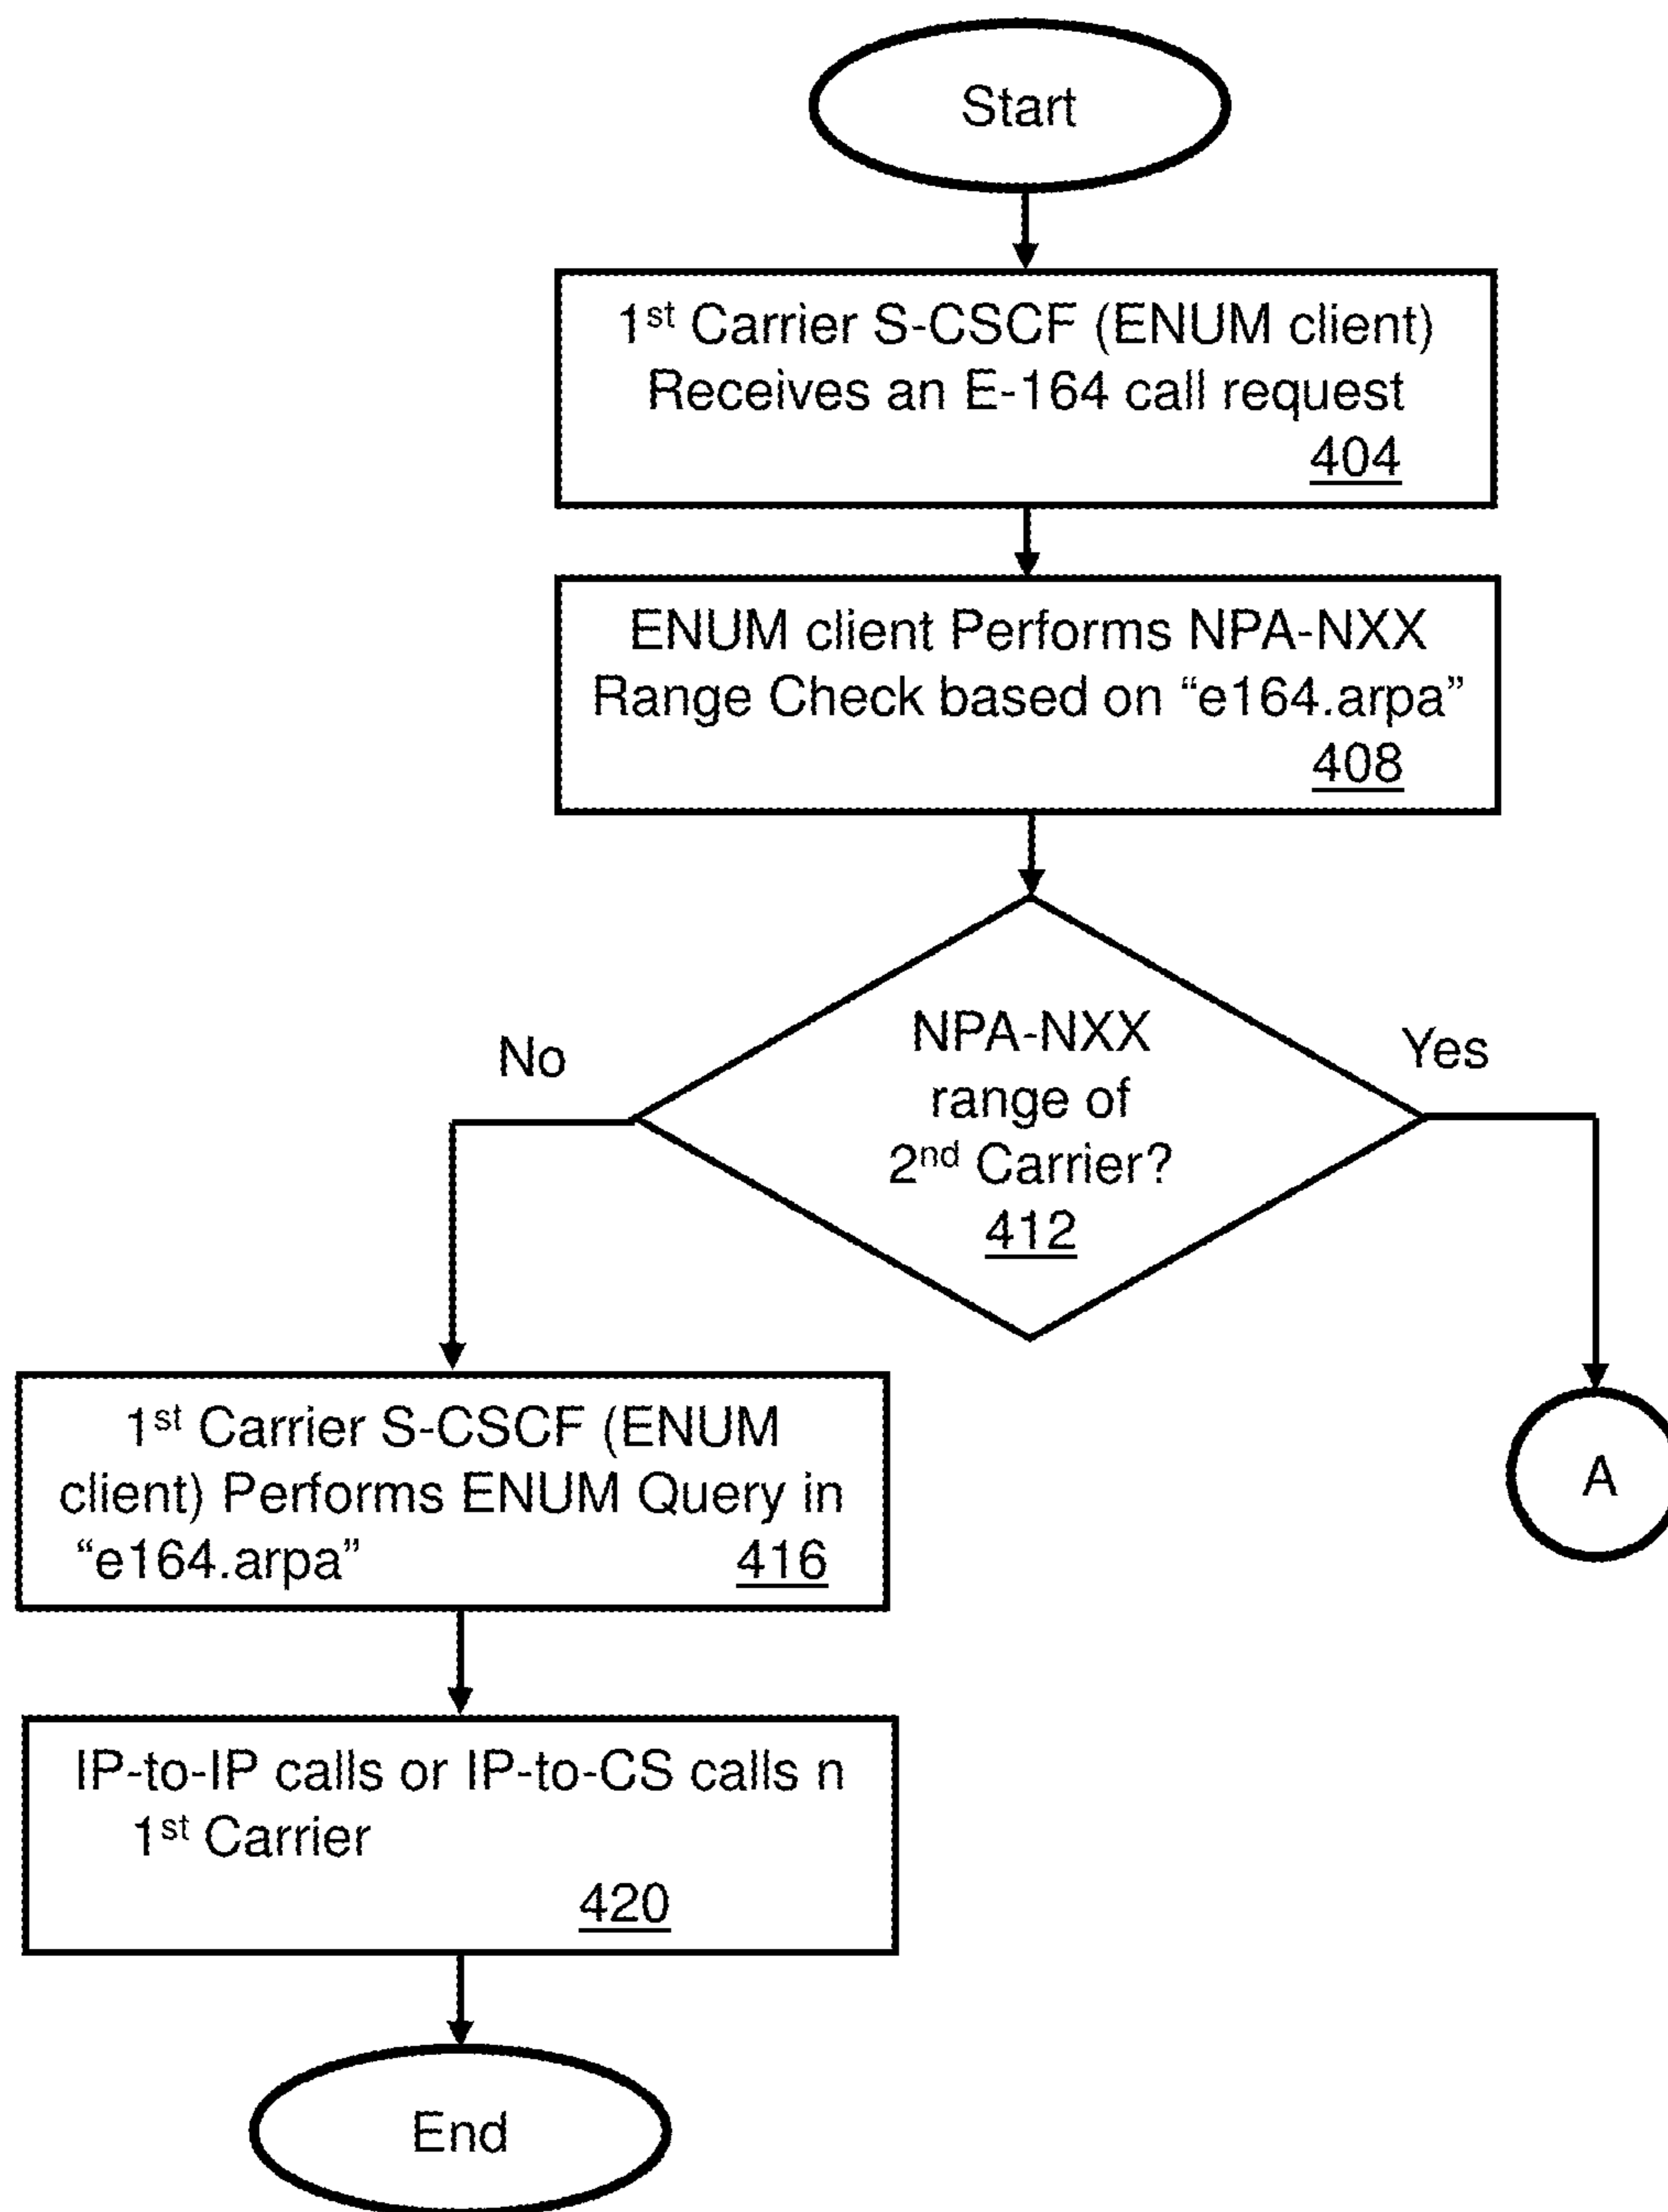 Start
1st Carrier S-CSCF (ENUM client)
Receives an E-164 call request
404
ENUM client Performs NPA-NXX
Range Check based on “e164.arpa”
408
NPA-NXX
range of
2nd Carrier?
412
No
Yes
1st Carrier S-CSCF (ENUM
client) Performs ENUM Query in
“e164.arpa” 416
A
IP-to-IP calls or IP-to-CS calls n
1st Carrier
420
End